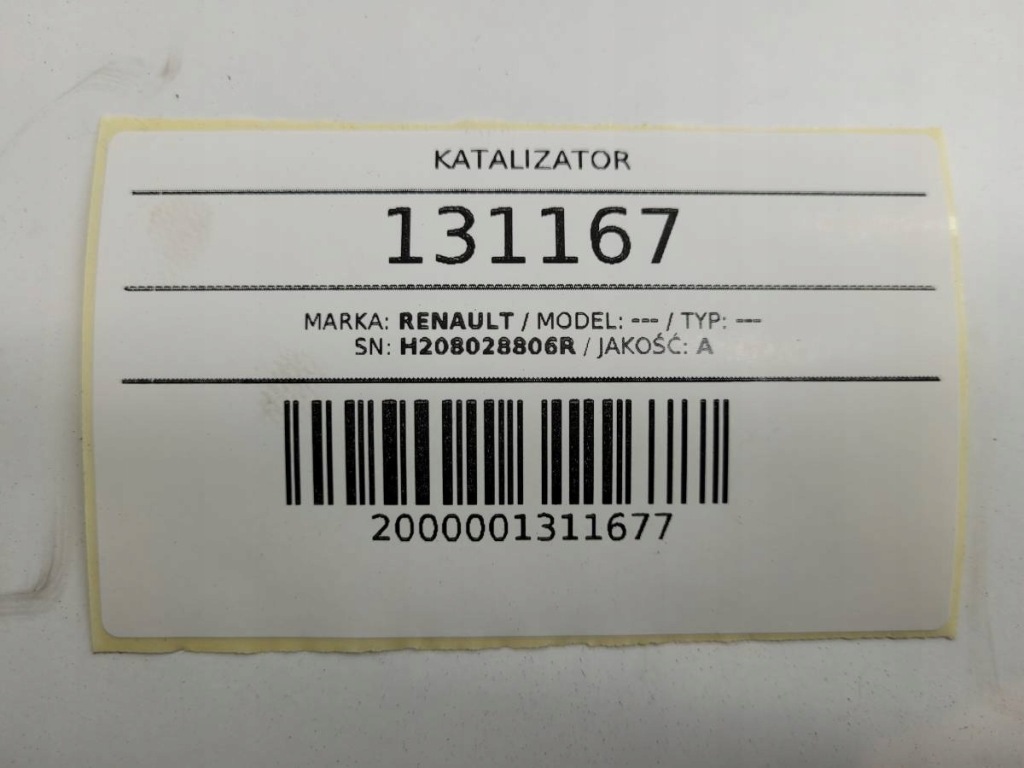 KATALIZATOR
131167
MARKA: RENAULT / MODEL: --- / TYP: ---
SN: H208028806R / JAKOŚĆ: A
2000001311677